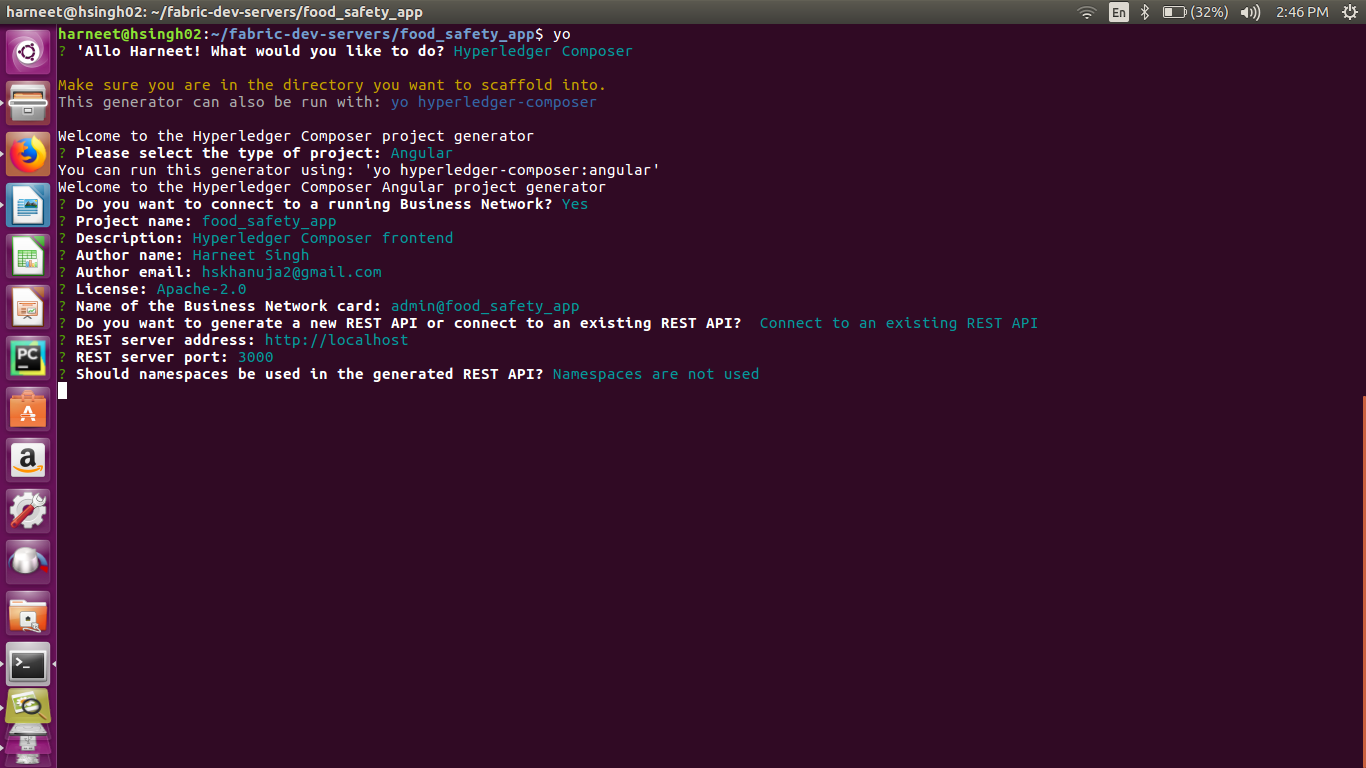 harneet@hsingh02: ~/fabric-dev-servers/food_safety_app
En
(32%)
2:46 PM
harneet@hsingh02:~/fabric-dev-servers/food_safety_app$ yo
? 'Allo Harneet! What would you like to do? Hyperledger Composer
Make sure you are in the directory you want to scaffold into.
This generator can also be run with: yo hyperledger-composer
Welcome to the Hyperledger Composer project generator
? Please select the type of project: Angular
You can run this generator using: 'yo hyperledger-composer:angular'
Welcome to the Hyperledger Composer Angular project generator
? Do you want to connect to a running Business Network? Yes
? Project name: food_safety_app
? Description: Hyperledger Composer frontend
? Author name: Harneet Singh
? Author email: hskhanuja2@gmail.com
? License: Apache-2.0
? Name of the Business Network card: admin@food_safety_app
? Do you want to generate a new REST API or connect to an existing REST API?  Connect to an existing REST API
? REST server address: http://localhost
? REST server port: 3000
? Should namespaces be used in the generated REST API? Namespaces are not used
PC
A
a
>_